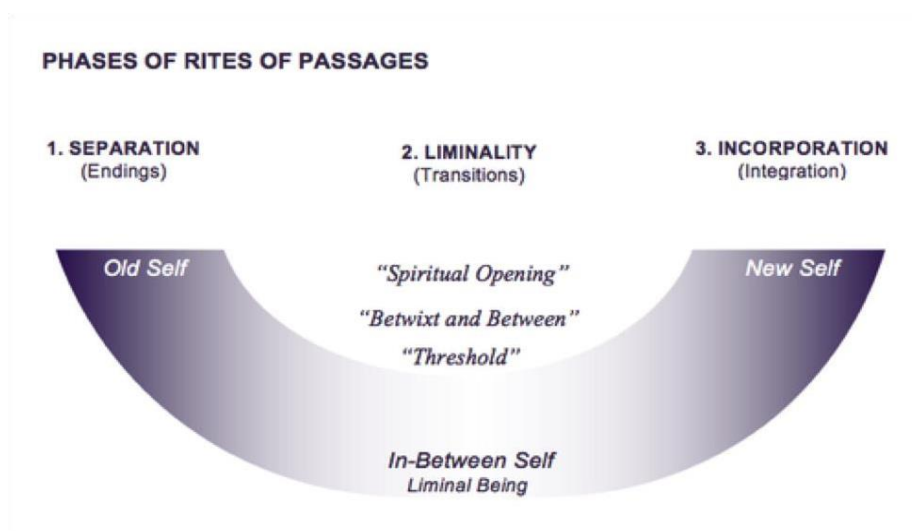 PHASES OF RITES OF PASSAGES
1. SEPARATION
(Endings)
2. LIMINALITY
(Transitions)
3. INCORPORATION
(Integration)
Old Self
“Spiritual Opening”
“Betwixt and Between”
“Threshold”
New Self
In-Between Self
Liminal Being